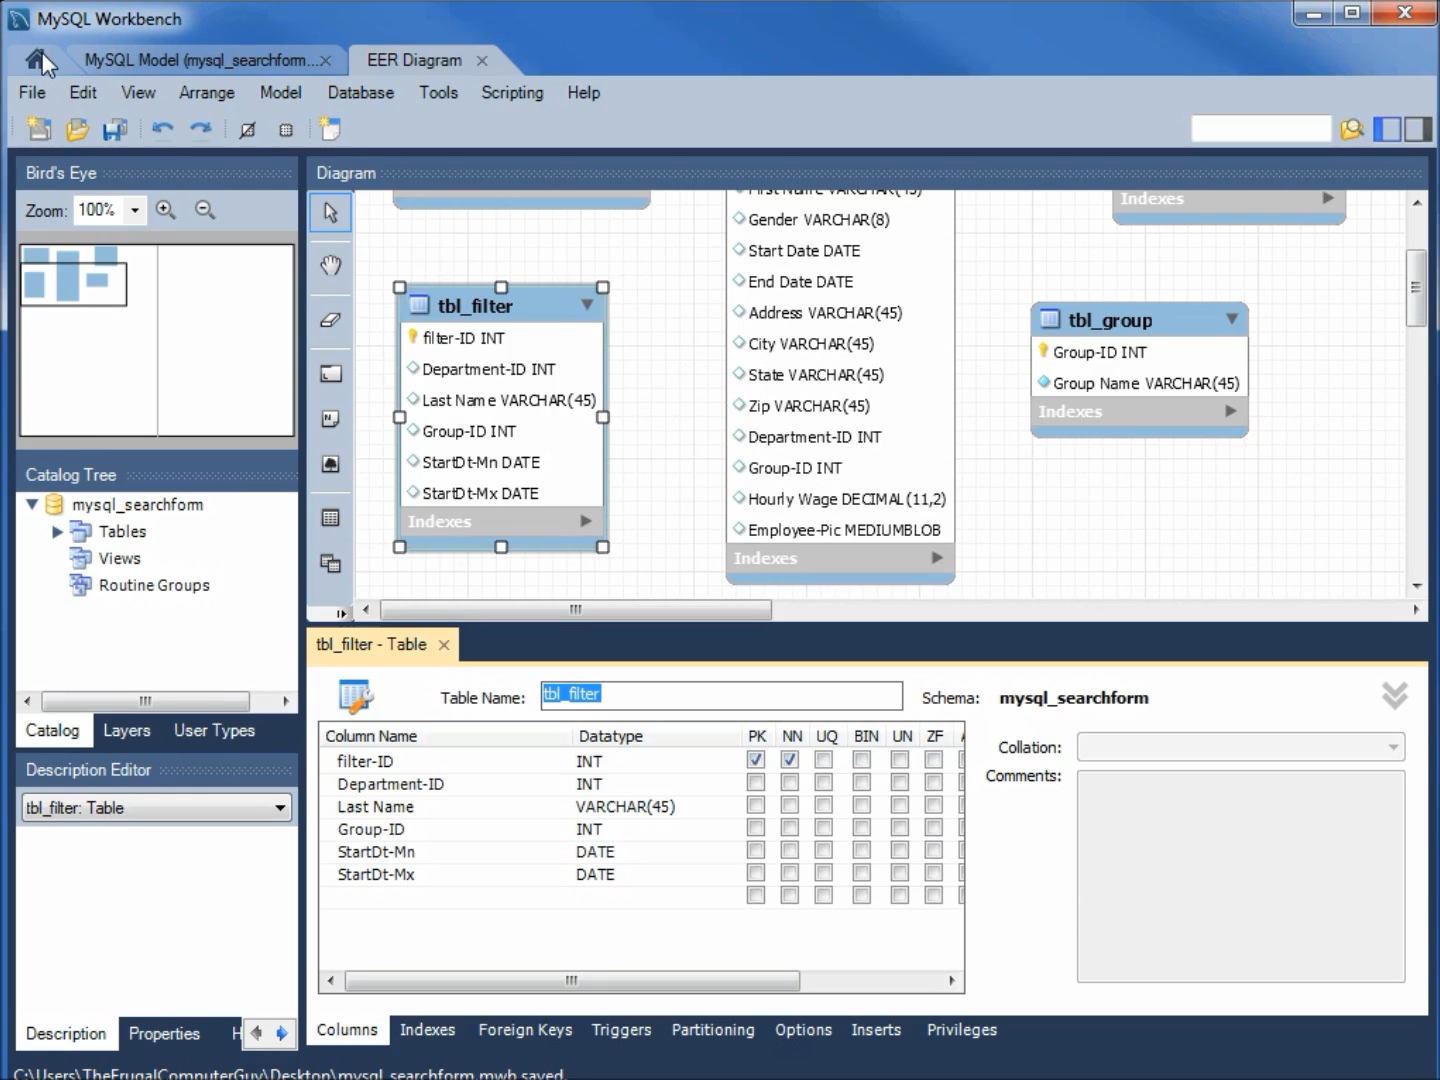 MySQL Workbench
MySQL Model (mysql_searchform...
EER Diagram
File Edit View Arrange Model Database Tools Scripting Help
Bird's Eye
Zoom: 100%
Diagram
Gender VARCHAR(8)
Start Date DATE
End Date DATE
Address VARCHAR(45)
City VARCHAR(45)
State VARCHAR(45)
Zip VARCHAR(45)
Department-ID INT
Group-ID INT
Hourly Wage DECIMAL(11,2)
Employee-Pic MEDIUMBLOB
Indexes
Indexes
tbl_filter
filter-ID INT
Department-ID INT
Last Name VARCHAR(45)
Group-ID INT
StartDt-Mn DATE
StartDt-Mx DATE
Indexes
tbl_group
Group-ID INT
Group Name VARCHAR(45)
Indexes
Catalog Tree
mysql_searchform
Tables
Views
Routine Groups
Catalog Layers User Types
Description Editor
tbl_filter: Table
Description Properties H
tbl_filter - Table
Table Name: tbl_filter
Schema: mysql_searchform
Column Name Datatype PK NN UQ BIN UN ZF
filter-ID INT
Department-ID INT
Last Name VARCHAR(45)
Group-ID INT
StartDt-Mn DATE
StartDt-Mx DATE
Collation:
Comments:
Columns Indexes Foreign Keys Triggers Partitioning Options Inserts Privileges
C:\Users\TheFrugalComputerGuy\Desktop\mysql_searchform.mwb saved.